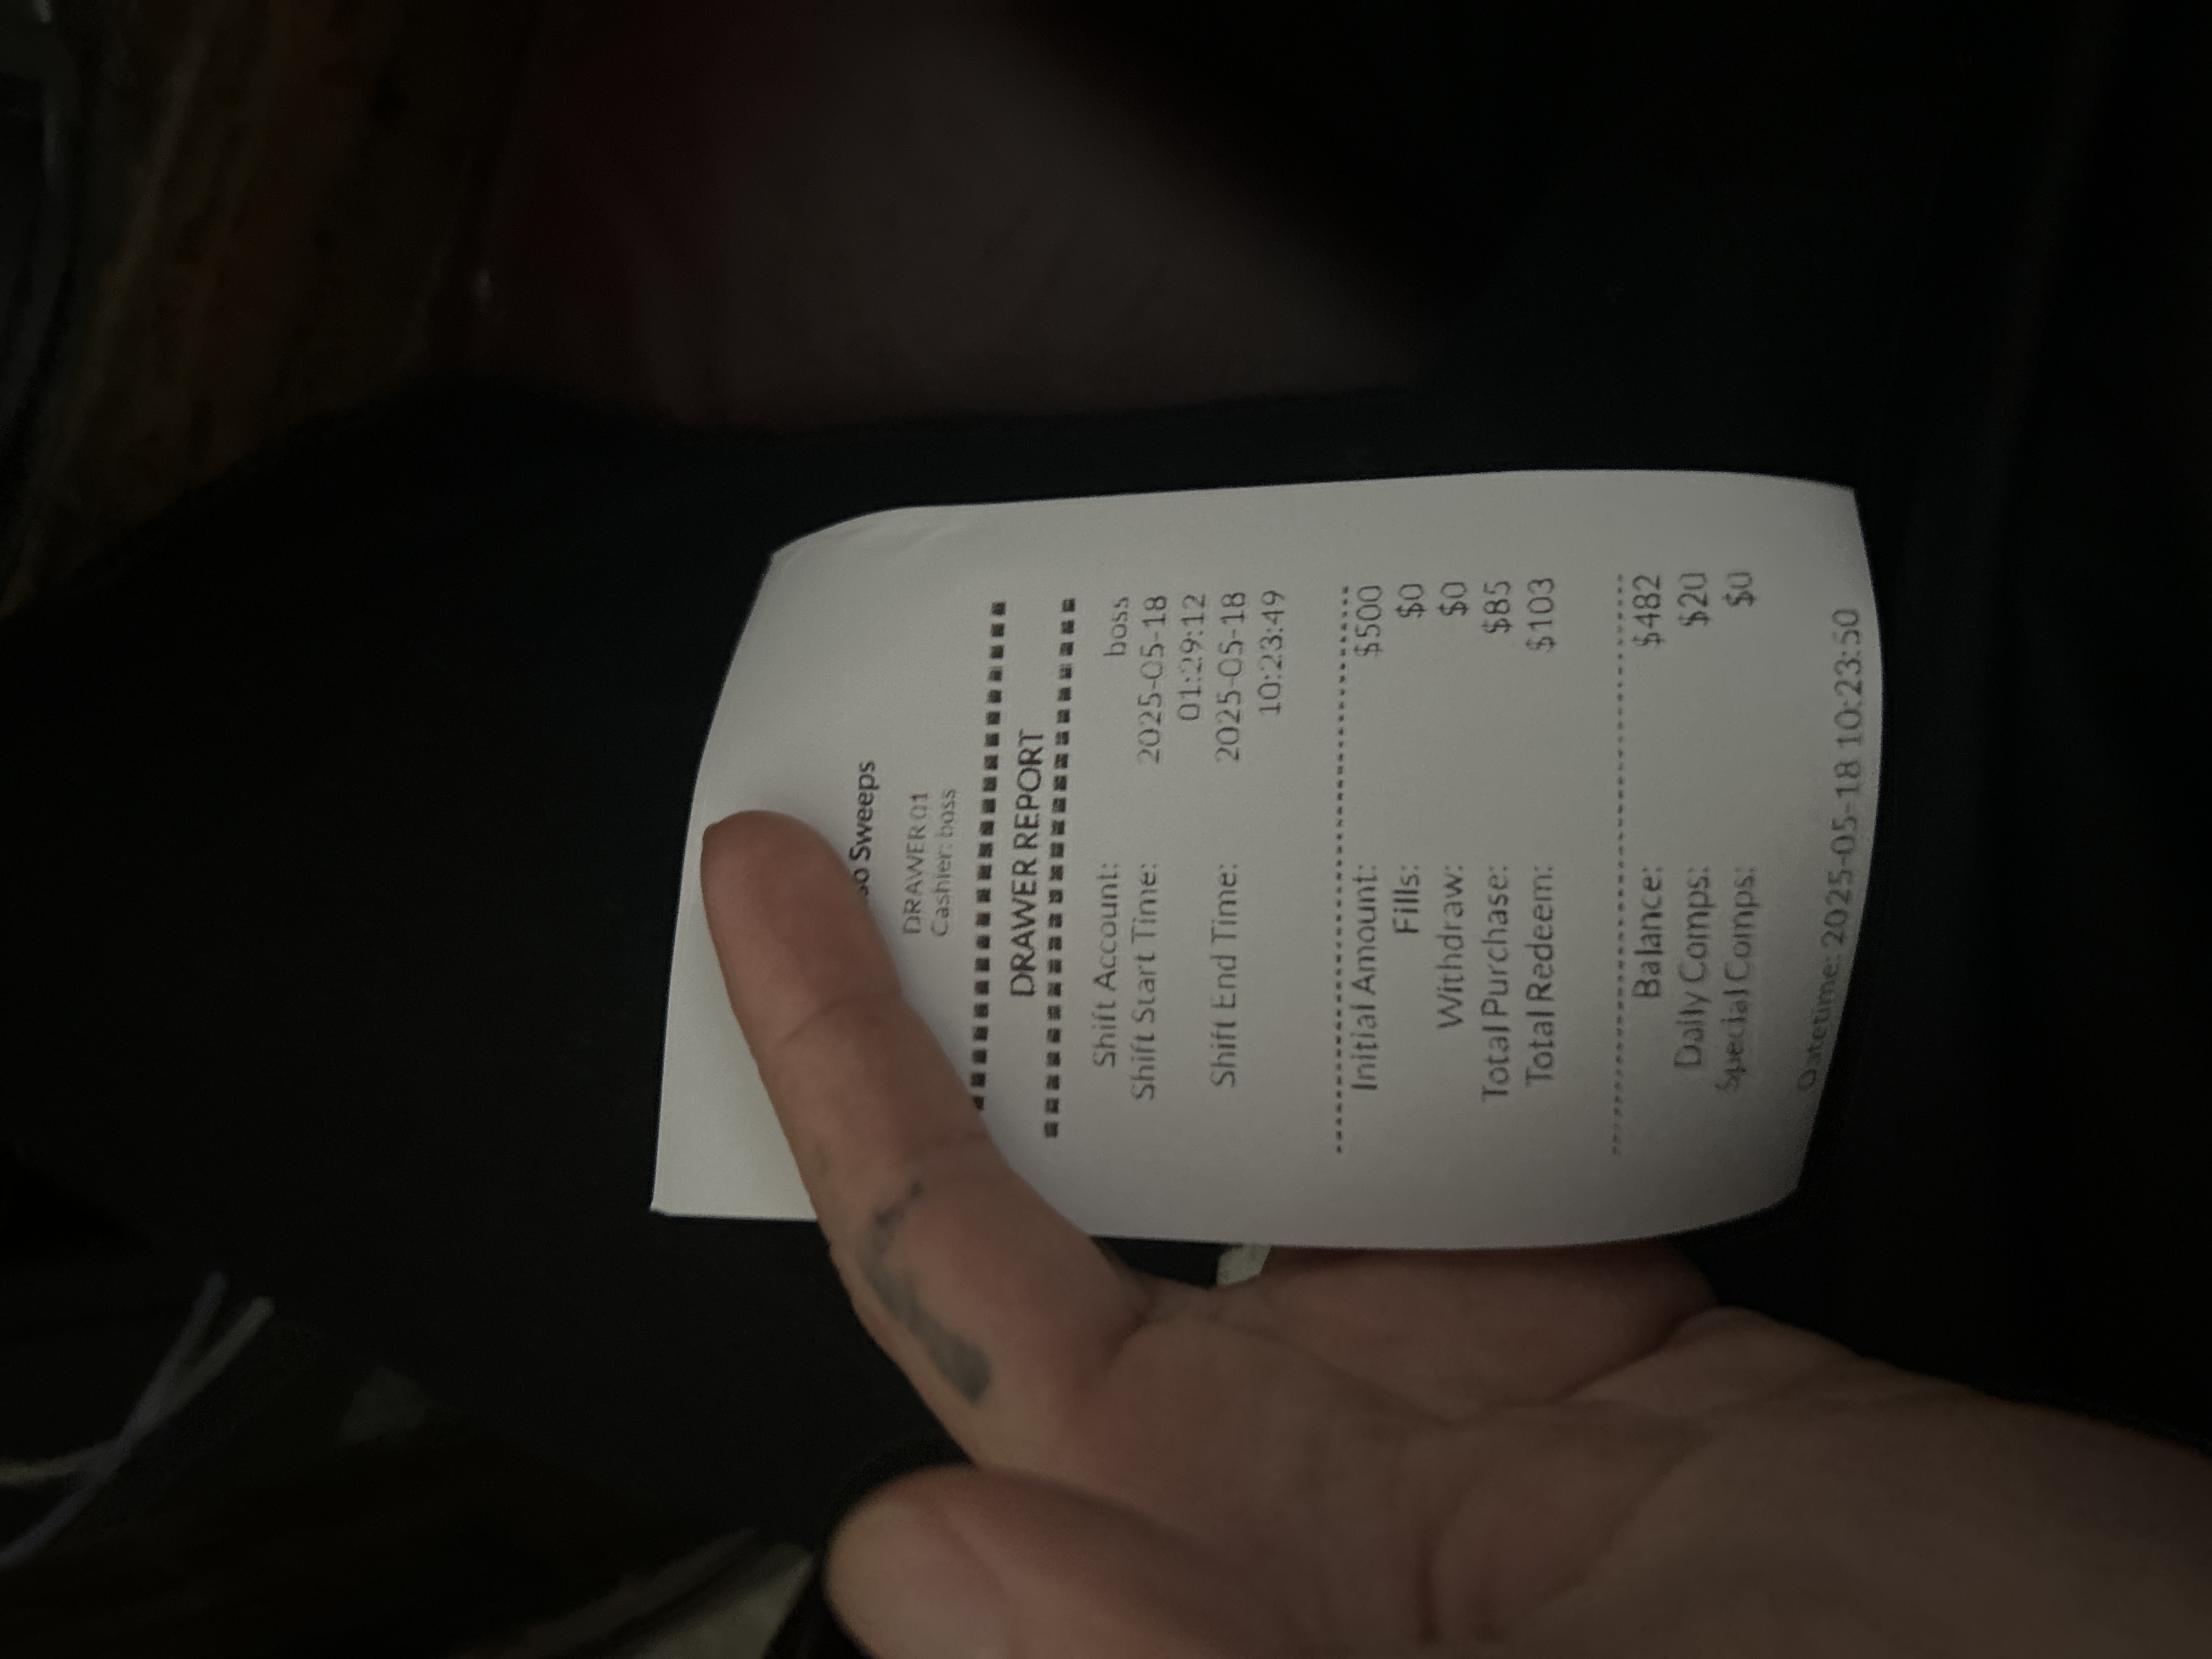 Sweeps
DRAWER 01
Cashier: boss
DRAWER REPORT
Shift Account: boss
Shift Start Time: 2025-05-18
01:29:12
Shift End Time: 2025-05-18
10:23:49
Initial Amount: $500
Fills: $0
Withdraw: $0
Total Purchase: $85
Total Redeem: $103
Balance: $482
Daily Comps: $20
Special Comps: $0
Datetime: 2025-05-18 10:23:50